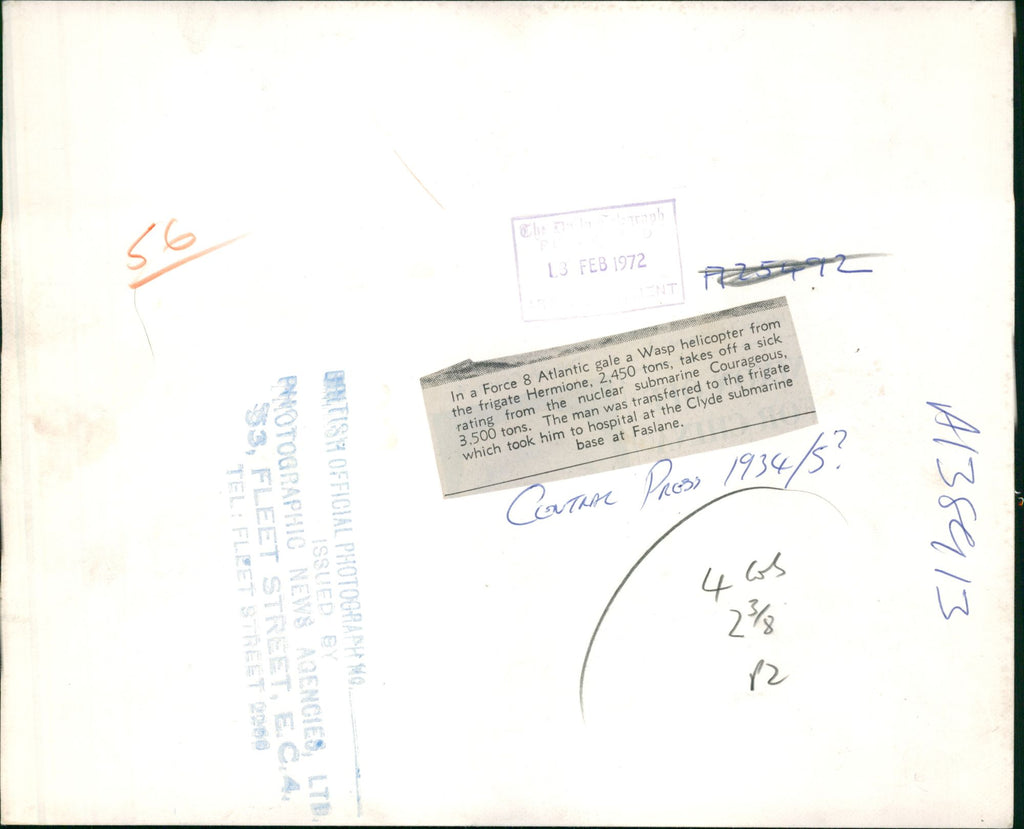 56
The Daily Telegraph
13 FEB 1972
A725492
In a Force 8 Atlantic gale a Wasp helicopter from
the frigate Hermione, 2,450 tons, takes off a sick
rating from the nuclear submarine Courageous,
3,500 tons. The man was transferred to the frigate
which took him to hospital at the Clyde submarine
base at Faslane.
CENTRAL PRESS 1934/5?
4 cols
2 3/8
p2
BRITISH OFFICIAL PHOTOGRAPH NO.
ISSUED BY
PHOTOGRAPHIC NEWS AGENCIES, LTD.
33, FLEET STREET, E.C.4.
TEL.: FLEET STREET